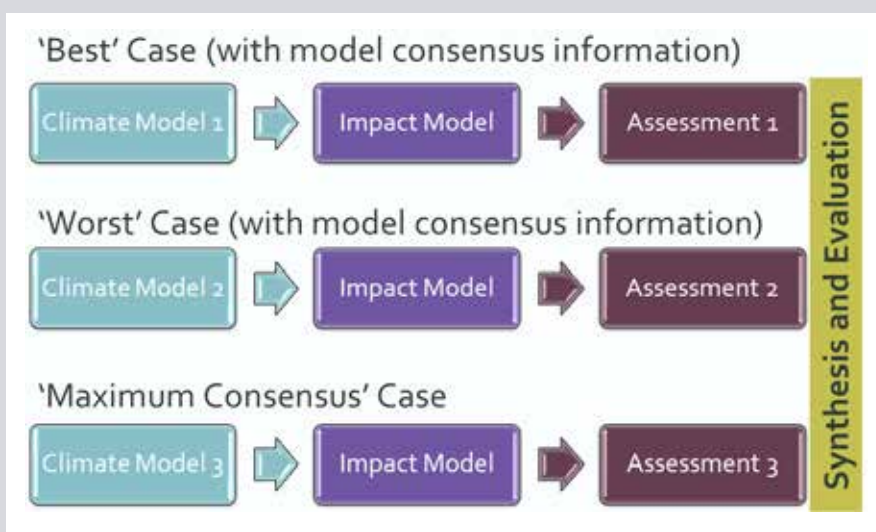 ‘Best’ Case (with model consensus information)
Climate Model 1
Impact Model
Assessment 1
‘Worst’ Case (with model consensus information)
Climate Model 2
Impact Model
Assessment 2
‘Maximum Consensus’ Case
Climate Model 3
Impact Model
Assessment 3
Synthesis and Evaluation